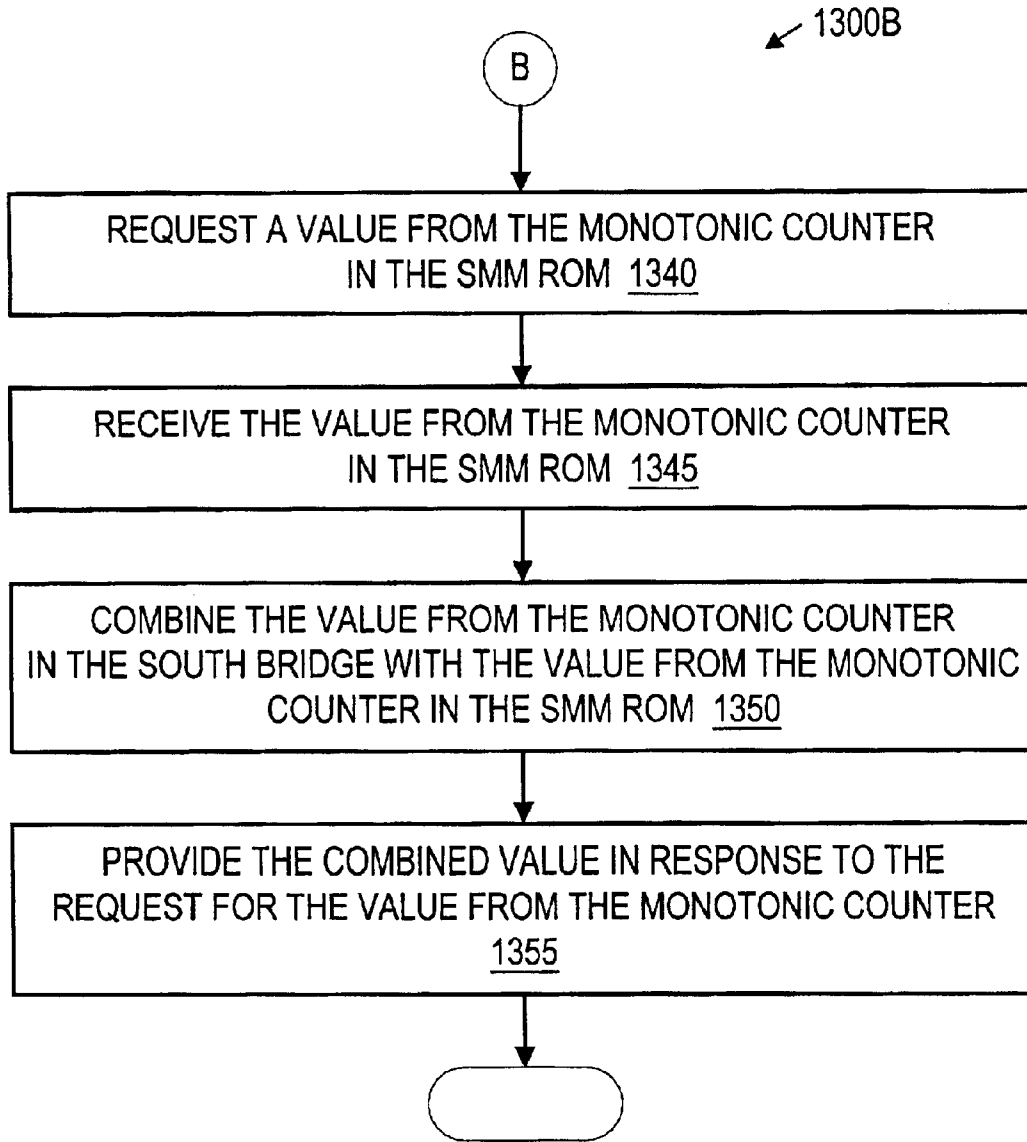 1300B
B
REQUEST A VALUE FROM THE MONOTONIC COUNTER
IN THE SMM ROM 1340
RECEIVE THE VALUE FROM THE MONOTONIC COUNTER
IN THE SMM ROM 1345
COMBINE THE VALUE FROM THE MONOTONIC COUNTER
IN THE SOUTH BRIDGE WITH THE VALUE FROM THE MONOTONIC
COUNTER IN THE SMM ROM 1350
PROVIDE THE COMBINED VALUE IN RESPONSE TO THE
REQUEST FOR THE VALUE FROM THE MONOTONIC COUNTER
1355